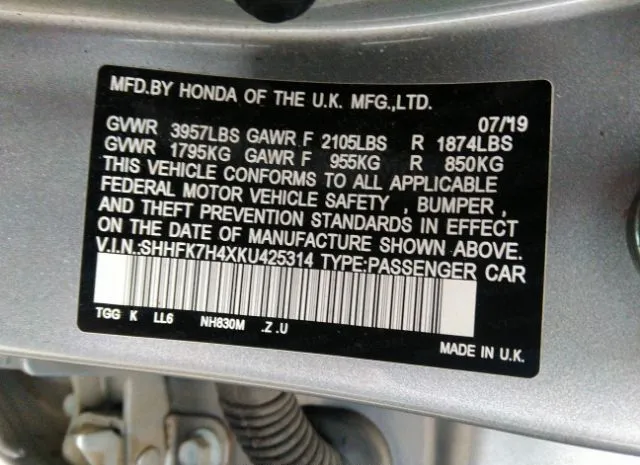 MFD.BY HONDA OF THE U.K. MFG.,LTD.
07/'19
GVWR 3957LBS GAWR F 2105LBS R 1874LBS
GVWR 1795KG GAWR F 955KG R 850KG
THIS VEHICLE CONFORMS TO ALL APPLICABLE
FEDERAL MOTOR VEHICLE SAFETY , BUMPER ,
AND THEFT PREVENTION STANDARDS IN EFFECT
ON THE DATE OF MANUFACTURE SHOWN ABOVE.
V.I.N.:SHHFK7H4XKU425314 TYPE:PASSENGER CAR
TGG K LL6 NH830M .Z .U
MADE IN U.K.